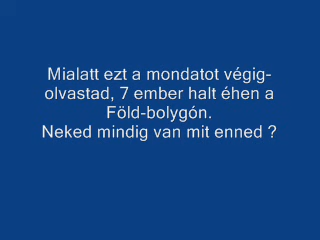 Mialatt ezt a mondatot végig-
olvastad, 7 ember halt éhen a
Föld-bolygón.
Neked mindig van mit enned ?